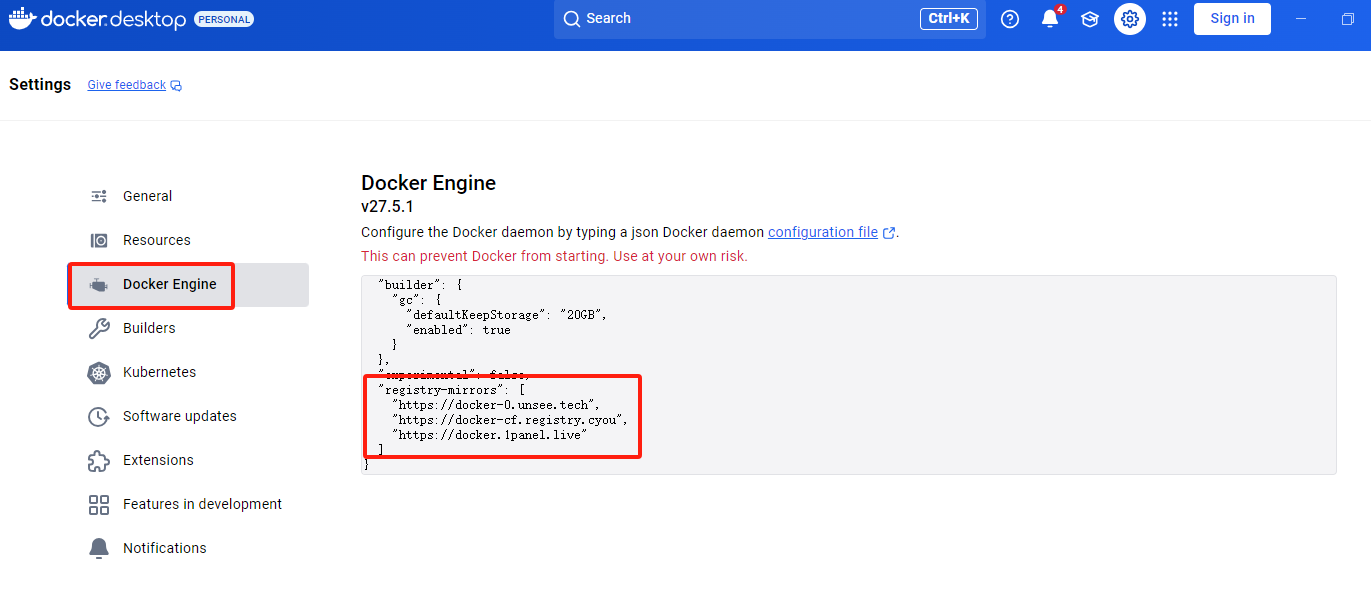 docker.desktop PERSONAL
Search
Ctrl+K
4
Sign in
Settings
Give feedback
General
Resources
Docker Engine
Builders
Kubernetes
Software updates
Extensions
Features in development
Notifications
Docker Engine
v27.5.1
Configure the Docker daemon by typing a json Docker daemon configuration file.
This can prevent Docker from starting. Use at your own risk.
"builder": {
"gc": {
"defaultKeepStorage": "20GB",
"enabled": true
}
},
"experimental": false,
"registry-mirrors": [
"https://docker-0.unsee.tech",
"https://docker-cf.registry.cyou",
"https://docker.1panel.live"
]
}